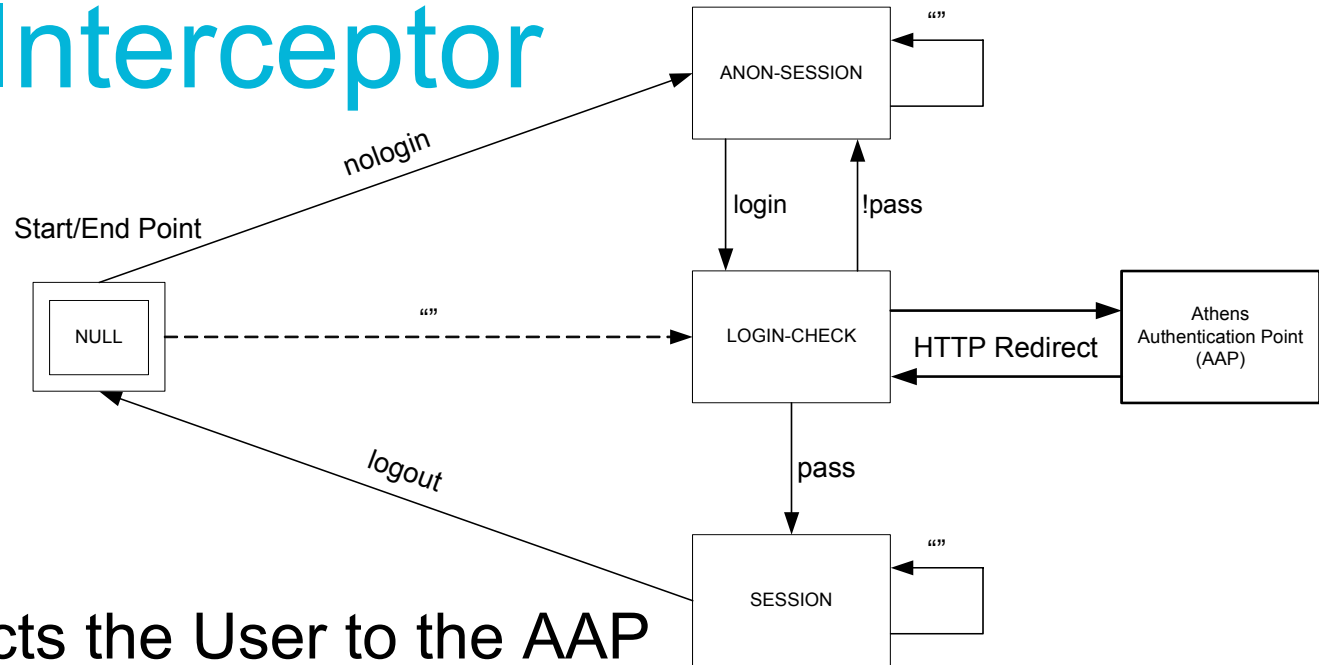 Interceptor
“”
ANON-SESSION
nologin
login
!pass
Start/End Point
“”
NULL
LOGIN-CHECK
HTTP Redirect
Athens
Authentication Point
(AAP)
logout
pass
“”
SESSION
cts the User to the AAP